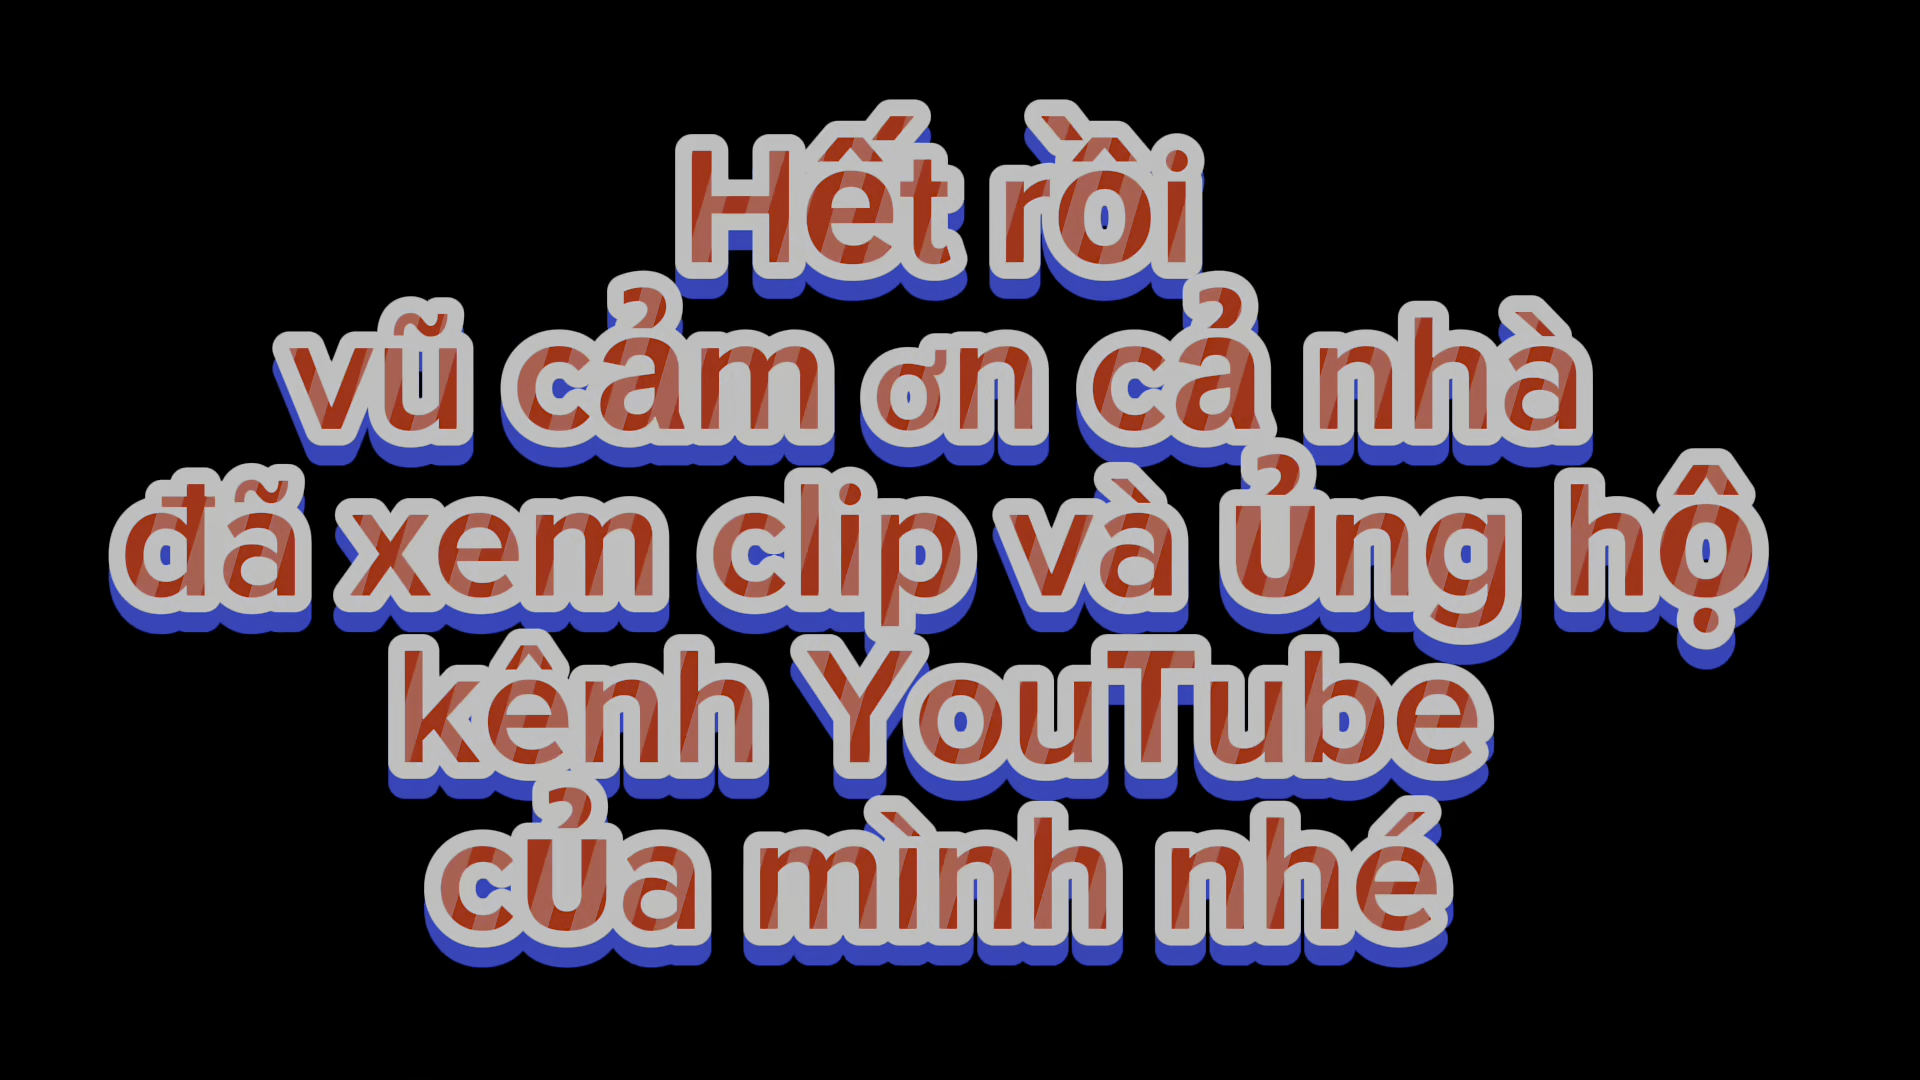 Hết rồi
vũ cảm ơn cả nhà
đã xem clip và ủng hộ
kênh YouTube
của mình nhé